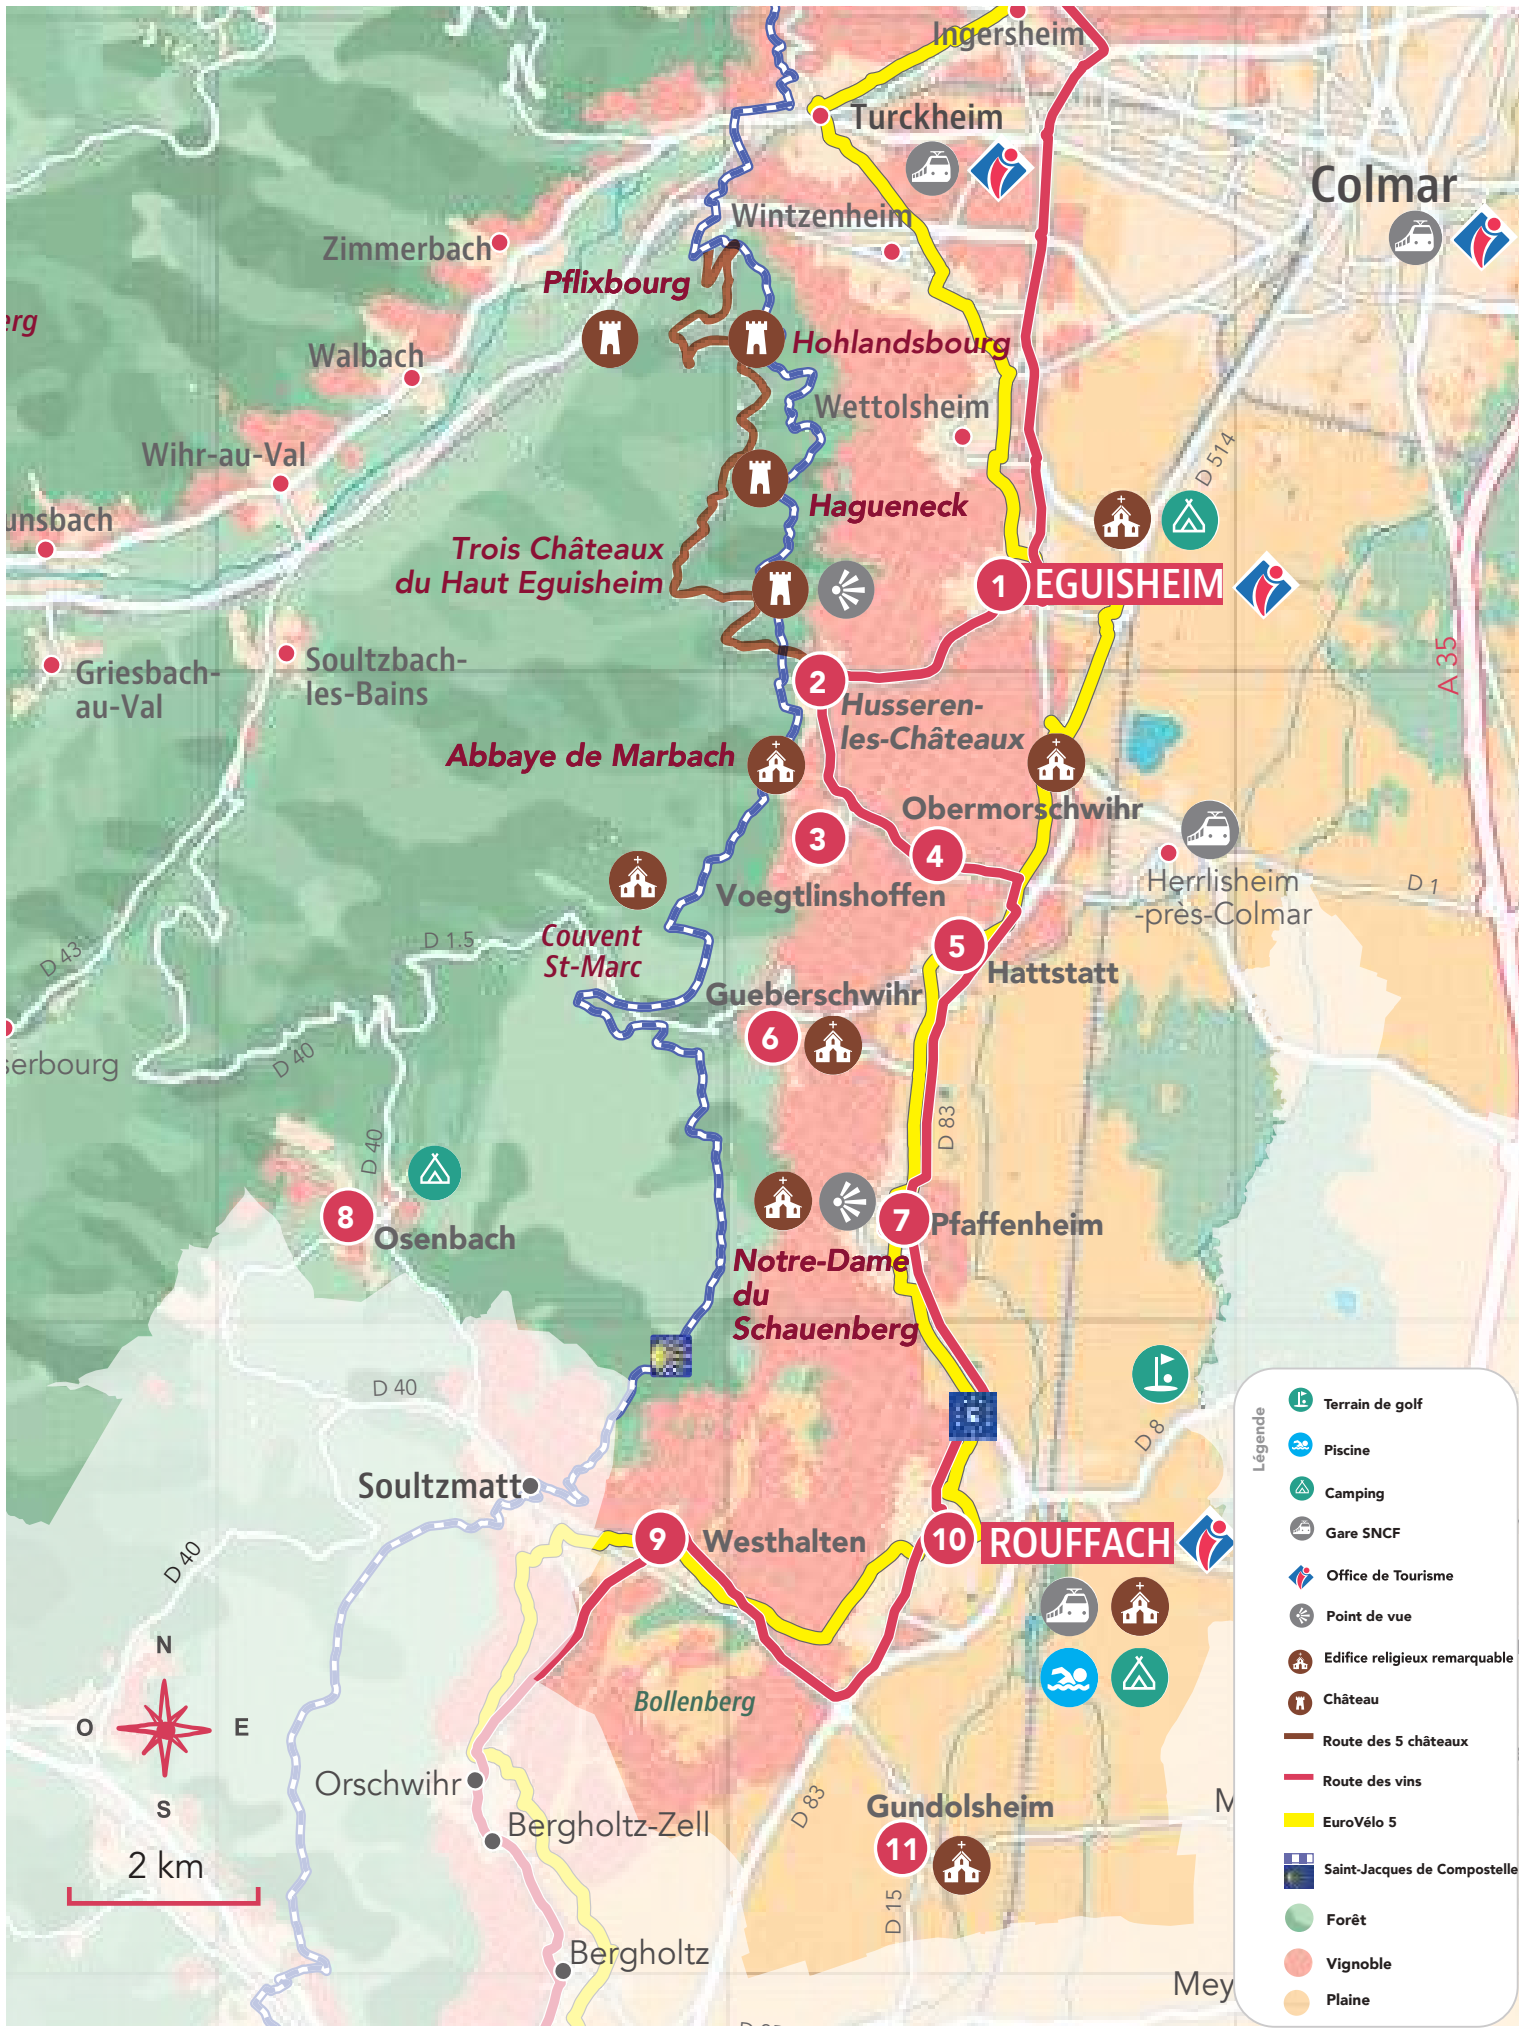 Ingersheim
Turckheim
Colmar
Wintzenheim
Zimmerbach
Pflixbourg
erg
Hohlandsbourg
Walbach
Wettolsheim
Wihr-au-Val
D 514
Hagueneck
unsbach
Trois Châteaux
du Haut Eguisheim
1
EGUISHEIM
A 35
Soultzbach-
les-Bains
Griesbach-
au-Val
2
Husseren-
les-Châteaux
Abbaye de Marbach
Obermorschwihr
3
4
Herrlisheim
-près-Colmar
D 1
Voegtlinshoffen
Couvent
St-Marc
D 1.5
D 43
5
Hattstatt
Gueberschwihr
6
D 40
serbourg
D 83
D 40
8
Osenbach
7
Pfaffenheim
Notre-Dame
du
Schauenberg
D 40
D 8
Soultzmatt
D 40
9
Westhalten
10
ROUFFACH
Bollenberg
N
O
E
S
2 km
Orschwihr
Bergholtz-Zell
D 83
Gundolsheim
11
M
D 15
Bergholtz
Mey
Légende
Terrain de golf
Piscine
Camping
Gare SNCF
Office de Tourisme
Point de vue
Edifice religieux remarquable
Château
Route des 5 châteaux
Route des vins
EuroVélo 5
Saint-Jacques de Compostelle
Forêt
Vignoble
Plaine